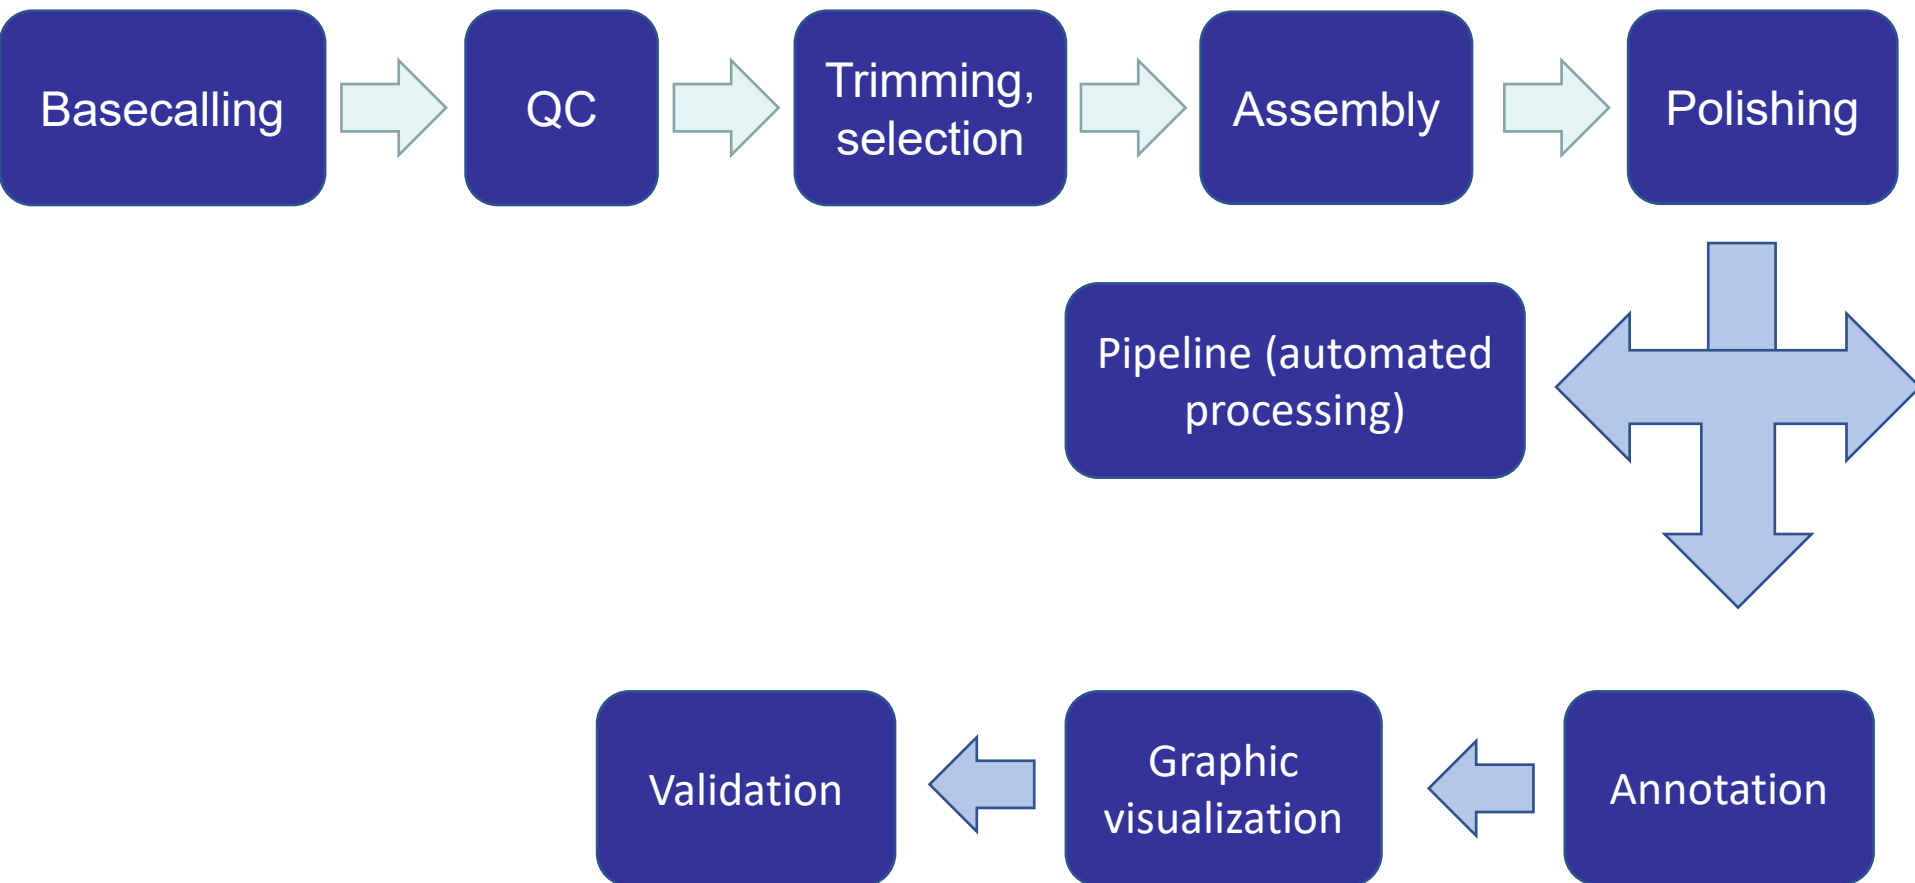 Basecalling
QC
Trimming,
selection
Assembly
Polishing
Pipeline (automated
processing)
Validation
Graphic
visualization
Annotation